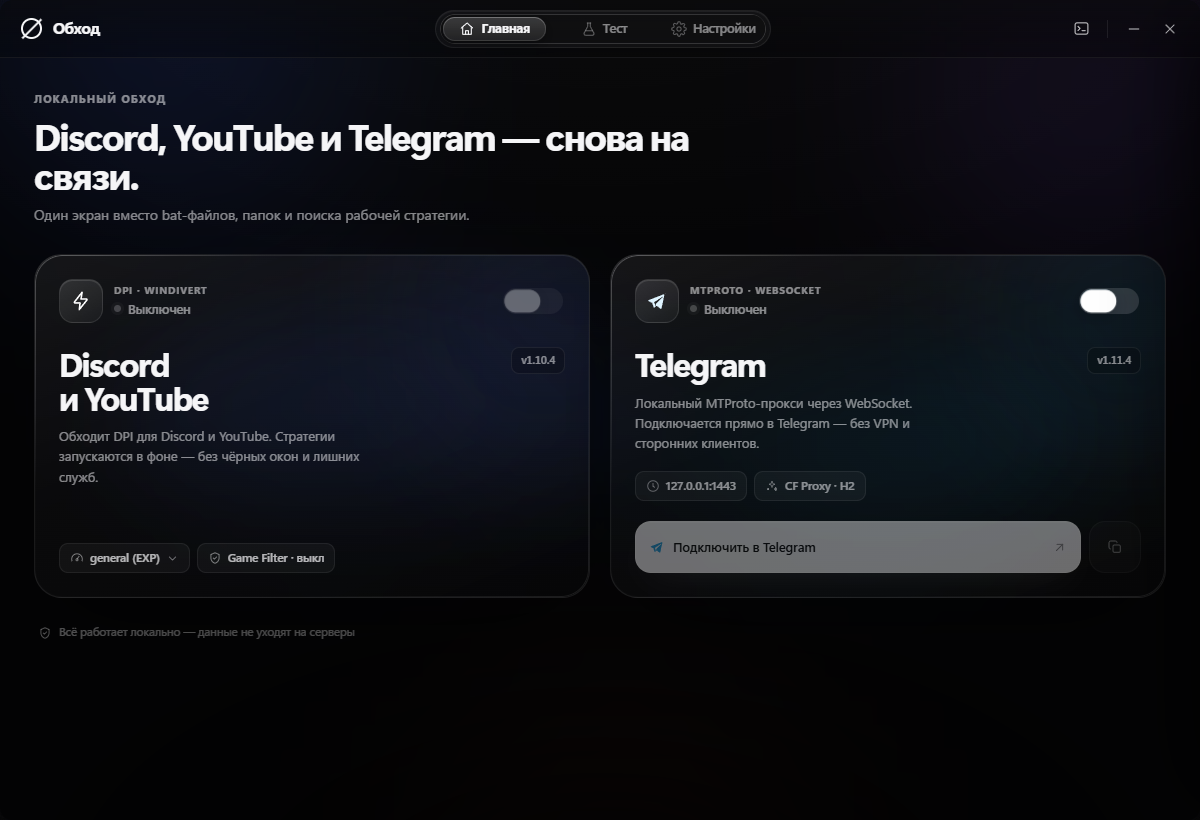 Обход
Главная
Тест
Настройки
ЛОКАЛЬНЫЙ ОБХОД
Discord, YouTube и Telegram — снова на
связи.
Один экран вместо bat-файлов, папок и поиска рабочей стратегии.
DPI · WINDIVERT
Выключен
Discord
и YouTube
v1.10.4
Обходит DPI для Discord и YouTube. Стратегии
запускаются в фоне — без чёрных окон и лишних
служб.
general (EXP)
Game Filter · выкл
MTPROTO · WEBSOCKET
Выключен
Telegram
v1.11.4
Локальный MTProto-прокси через WebSocket.
Подключается прямо в Telegram — без VPN и
сторонних клиентов.
127.0.0.1:1443
CF Proxy · H2
Подключить в Telegram
Всё работает локально — данные не уходят на серверы